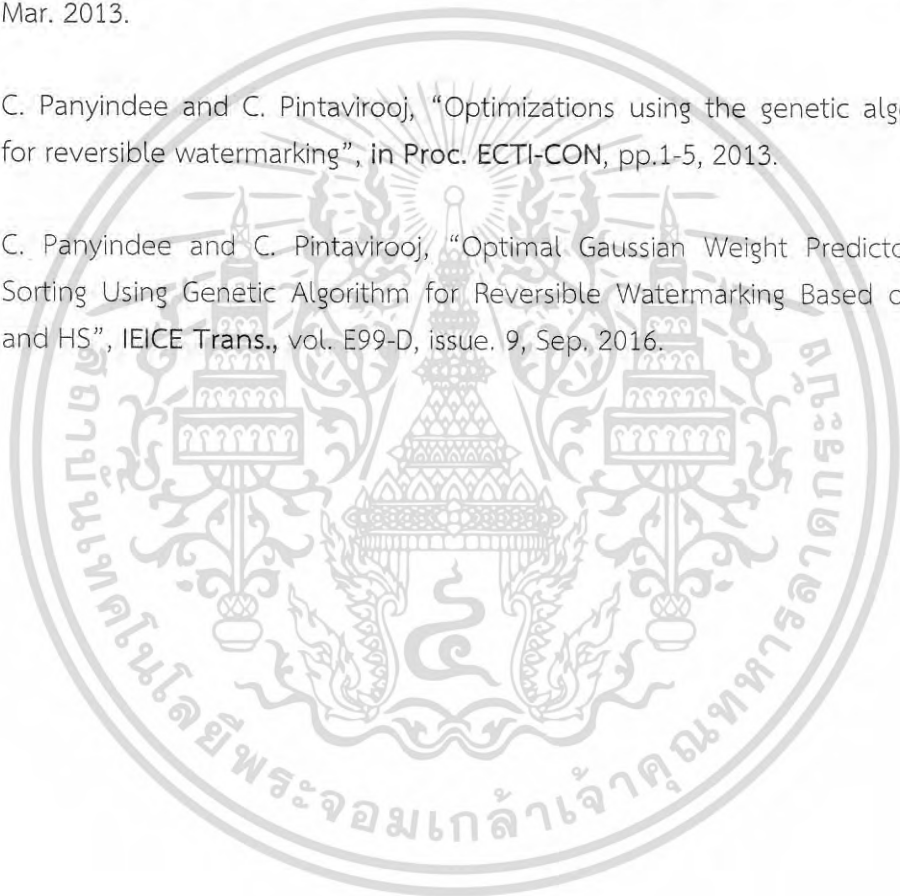 Mar. 2013.
C. Panyindee and C. Pintavirooj, “Optimizations using the genetic alg
for reversible watermarking”, in Proc. ECTI-CON, pp.1-5, 2013.
C. Panyindee and C. Pintavirooj, “Optimal Gaussian Weight Predicto
Sorting Using Genetic Algorithm for Reversible Watermarking Based o
and HS”, IEICE Trans., vol. E99-D, issue. 9, Sep. 2016.
สถาบันเทคโนโลยีพระจอมเกล้าเจ้าคุณทหารลาดกระบัง